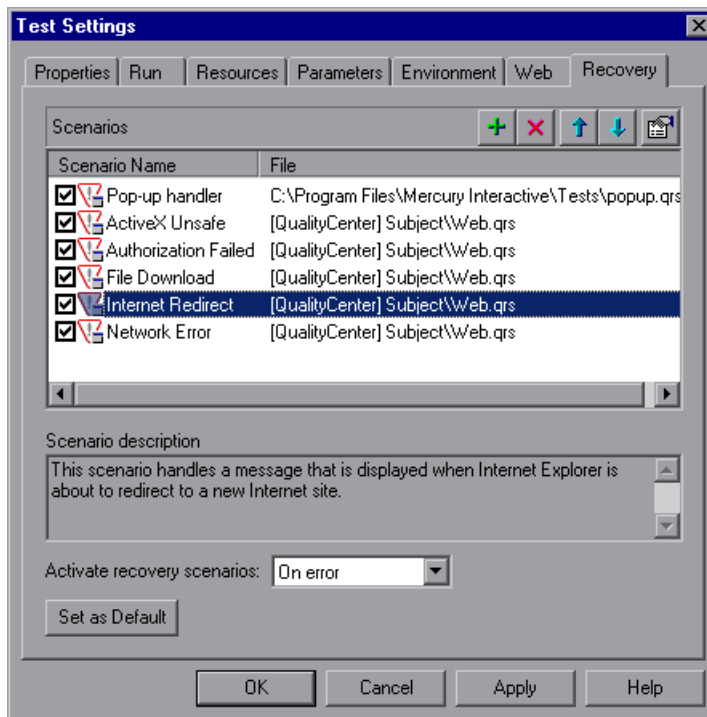 Test Settings
Properties Run Resources Parameters Environment Web Recovery
Scenarios
Scenario Name File
Pop-up handler C:\Program Files\Mercury Interactive\Tests\popup.qrs
ActiveX Unsafe [QualityCenter] Subject\Web.qrs
Authorization Failed [QualityCenter] Subject\Web.qrs
File Download [QualityCenter] Subject\Web.qrs
Internet Redirect [QualityCenter] Subject\Web.qrs
Network Error [QualityCenter] Subject\Web.qrs
Scenario description
This scenario handles a message that is displayed when Internet Explorer is
about to redirect to a new Internet site.
Activate recovery scenarios: On error
Set as Default
OK Cancel Apply Help